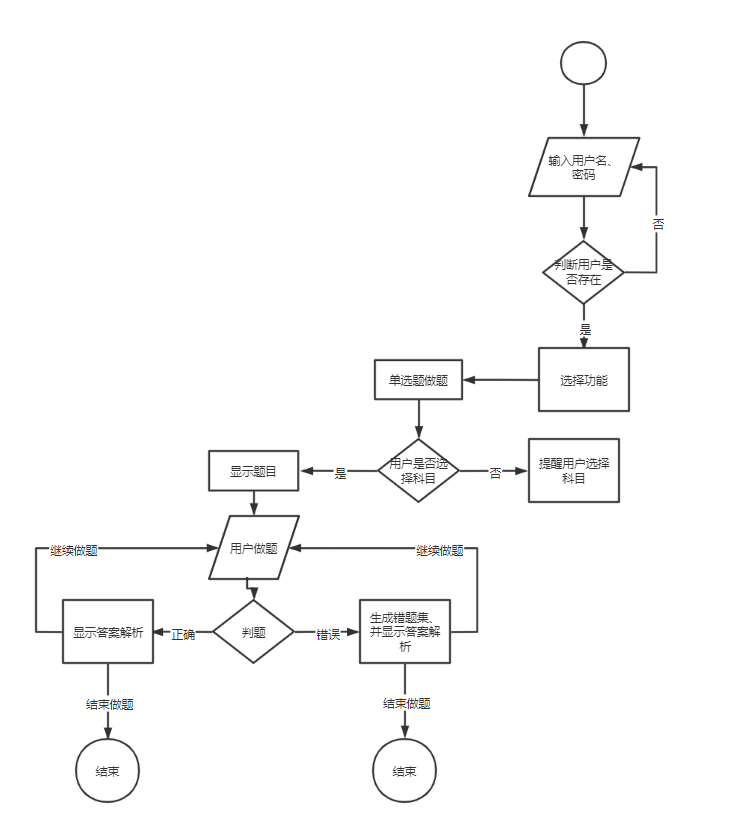 输入用户名、
密码
否
判断用户是
否存在
是
选择功能
单选题做题
用户是否选
择科目
是
否
提醒用户选择
科目
显示题目
用户做题
继续做题
继续做题
判题
正确
错误
显示答案解析
生成错题集、
并显示答案解
析
结束做题
结束做题
结束
结束